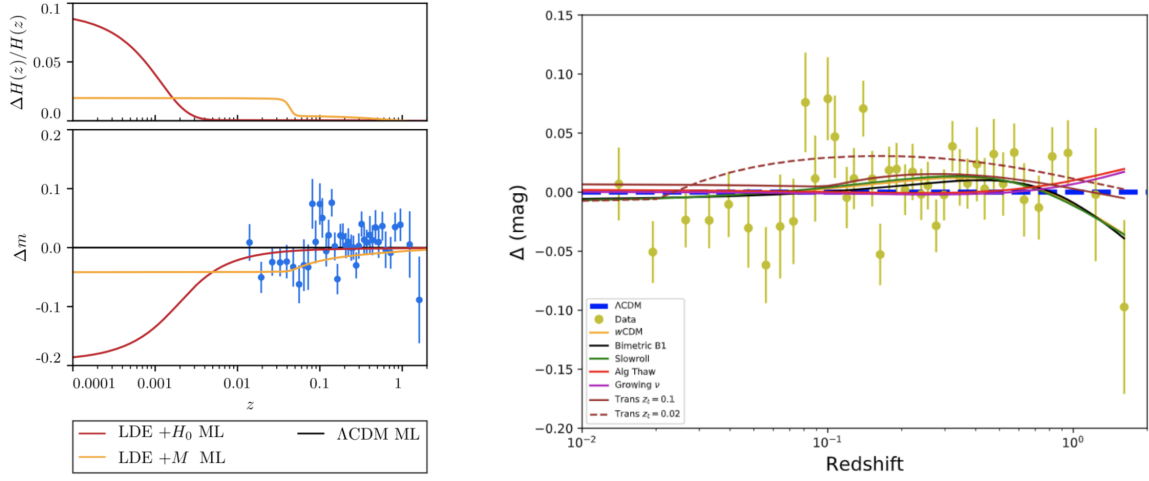 0.1
0.05
0.0
ΔH(z)/H(z)
0.2
0.1
0.0
-0.1
-0.2
Δm
0.0001 0.001 0.01 0.1 1
z
LDE +H₀ ML ΛCDM ML
LDE +M ML
0.15
0.10
0.05
0.00
−0.05
−0.10
−0.15
−0.20
Δ (mag)
ΛCDM
Data
wCDM
Bimetric B1
Slowroll
Alg Thaw
Growing ν
Trans z_t = 0.1
Trans z_t = 0.02
10⁻² 10⁻¹ 10⁰
Redshift